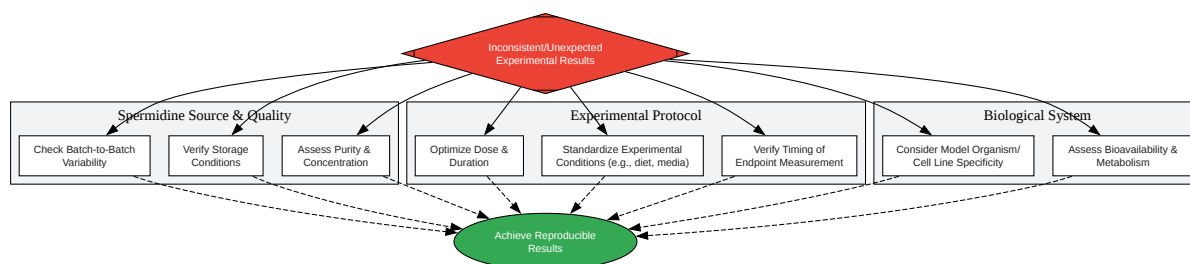 Inconsistent/Unexpected
Experimental Results
Spermidine Source & Quality
Experimental Protocol
Biological System
Check Batch-to-Batch
Variability
Verify Storage
Conditions
Assess Purity &
Concentration
Optimize Dose &
Duration
Standardize Experimental
Conditions (e.g., diet, media)
Verify Timing of
Endpoint Measurement
Consider Model Organism/
Cell Line Specificity
Assess Bioavailability &
Metabolism
Achieve Reproducible
Results